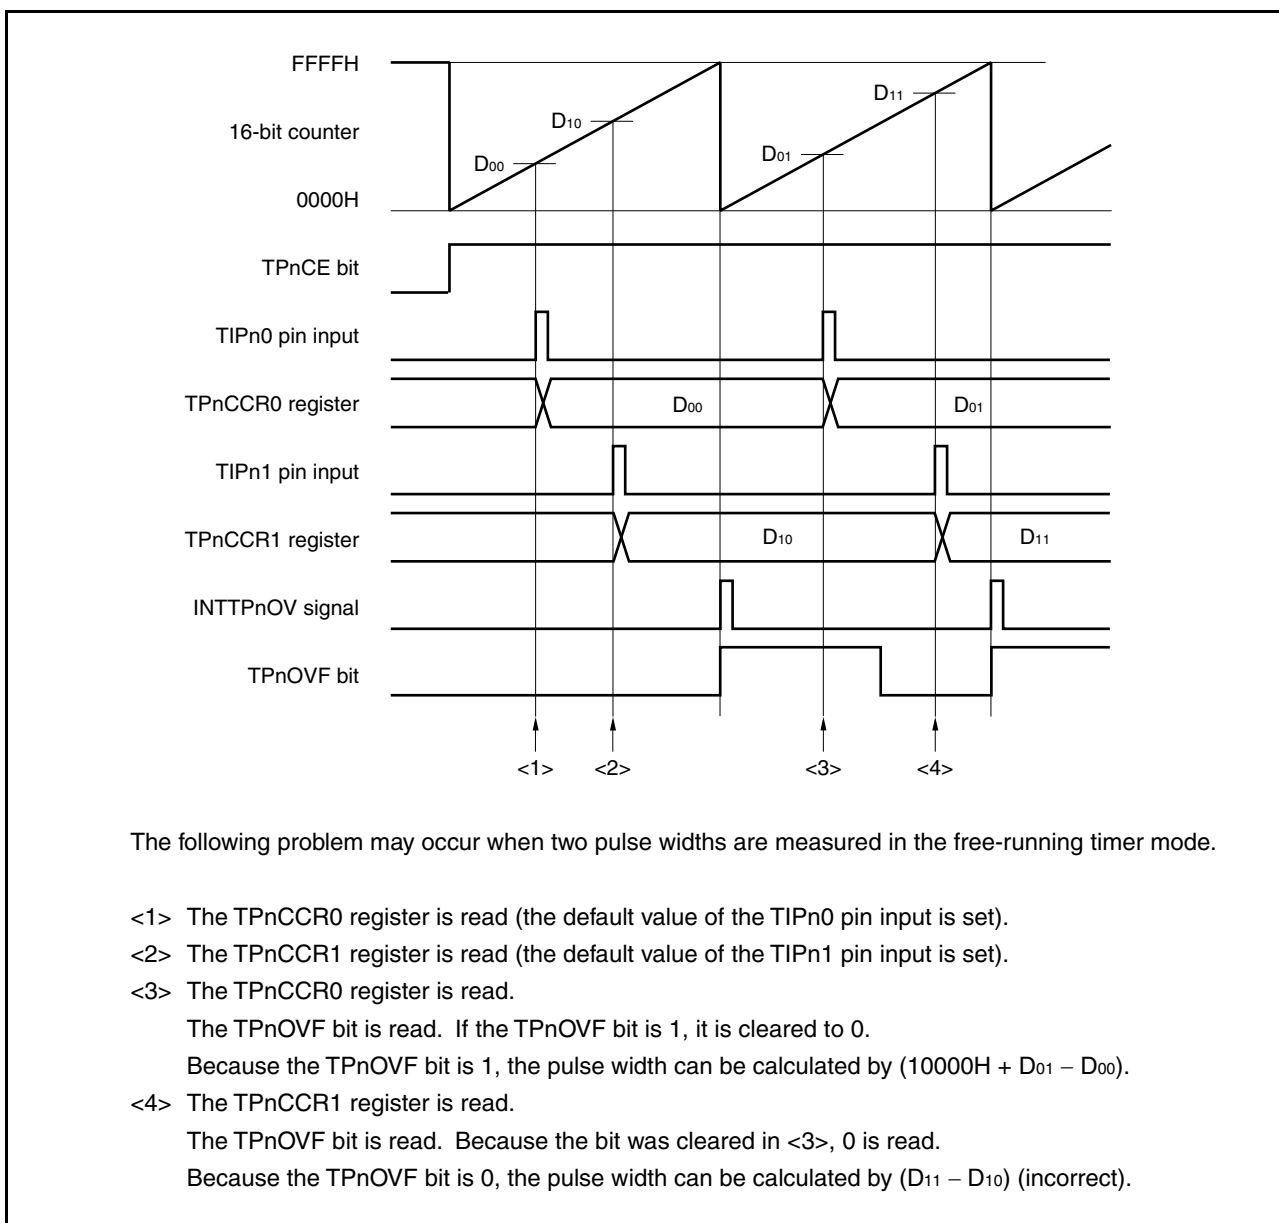 FFFFH
D10
D11
16-bit counter
D00
D01
0000H
TPnCE bit
TIPn0 pin input
TPnCCR0 register
D00
D01
TIPn1 pin input
TPnCCR1 register
D10
D11
INTTPnOV signal
TPnOVF bit
<1> <2> <3> <4>
The following problem may occur when two pulse widths are measured in the free-running timer mode.
<1> The TPnCCR0 register is read (the default value of the TIPn0 pin input is set).
<2> The TPnCCR1 register is read (the default value of the TIPn1 pin input is set).
<3> The TPnCCR0 register is read.
The TPnOVF bit is read. If the TPnOVF bit is 1, it is cleared to 0.
Because the TPnOVF bit is 1, the pulse width can be calculated by (10000H + D01 − D00).
<4> The TPnCCR1 register is read.
The TPnOVF bit is read. Because the bit was cleared in <3>, 0 is read.
Because the TPnOVF bit is 0, the pulse width can be calculated by (D11 − D10) (incorrect).